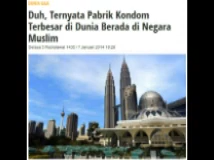 Duh, Ternyata Pabrik Kondom
Terbesar di Dunia Berada di Negara
Muslim